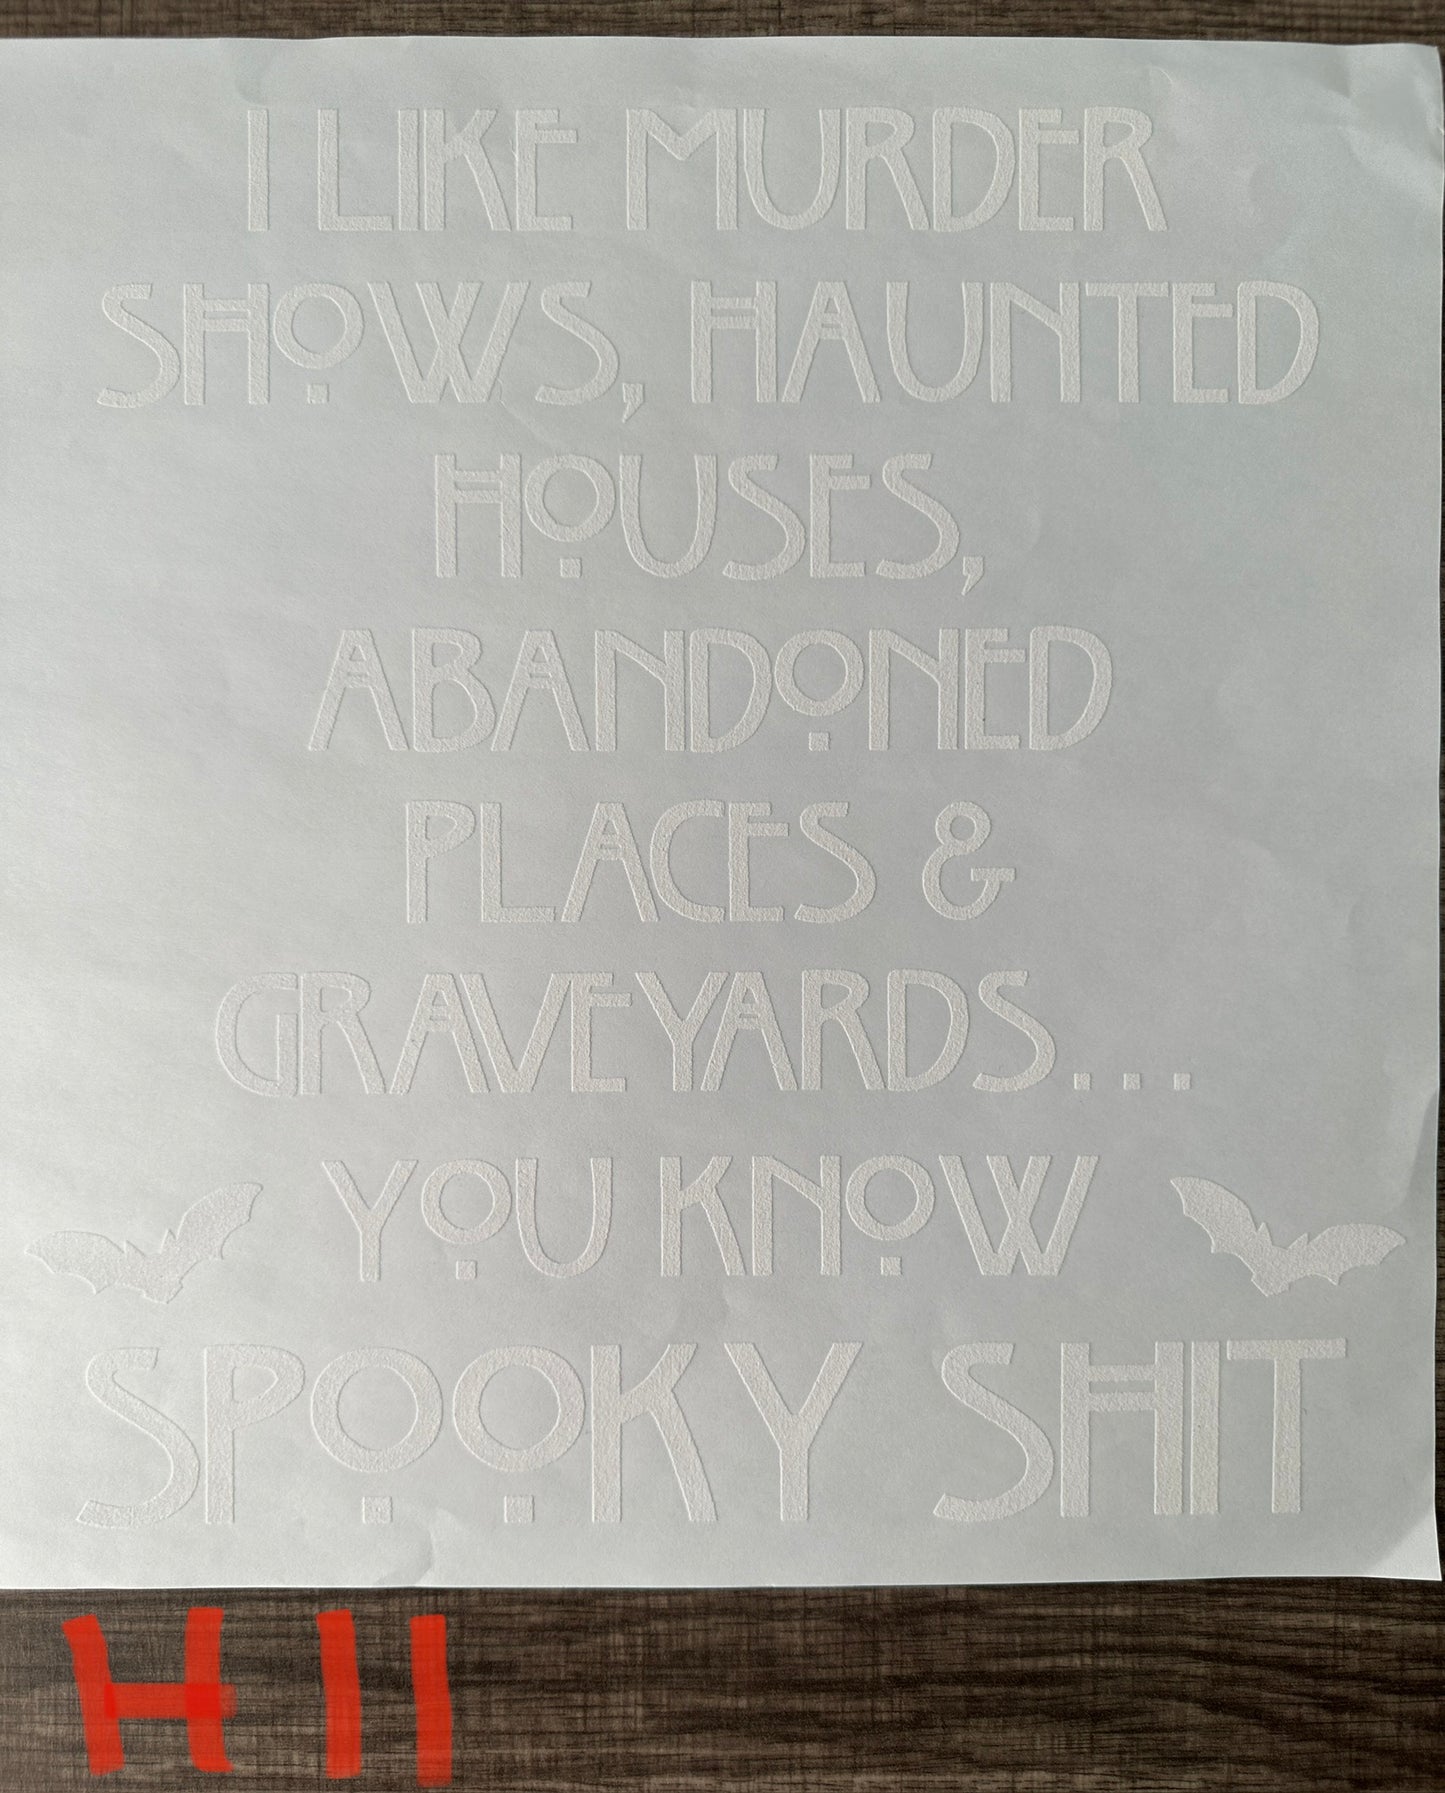 I LIKE MURDER
SHOWS, HAUNTED
HOUSES,
ABANDONED
PLACES &
GRAVEYARDS...
YOU KNOW
SPOOKY SHIT
H11